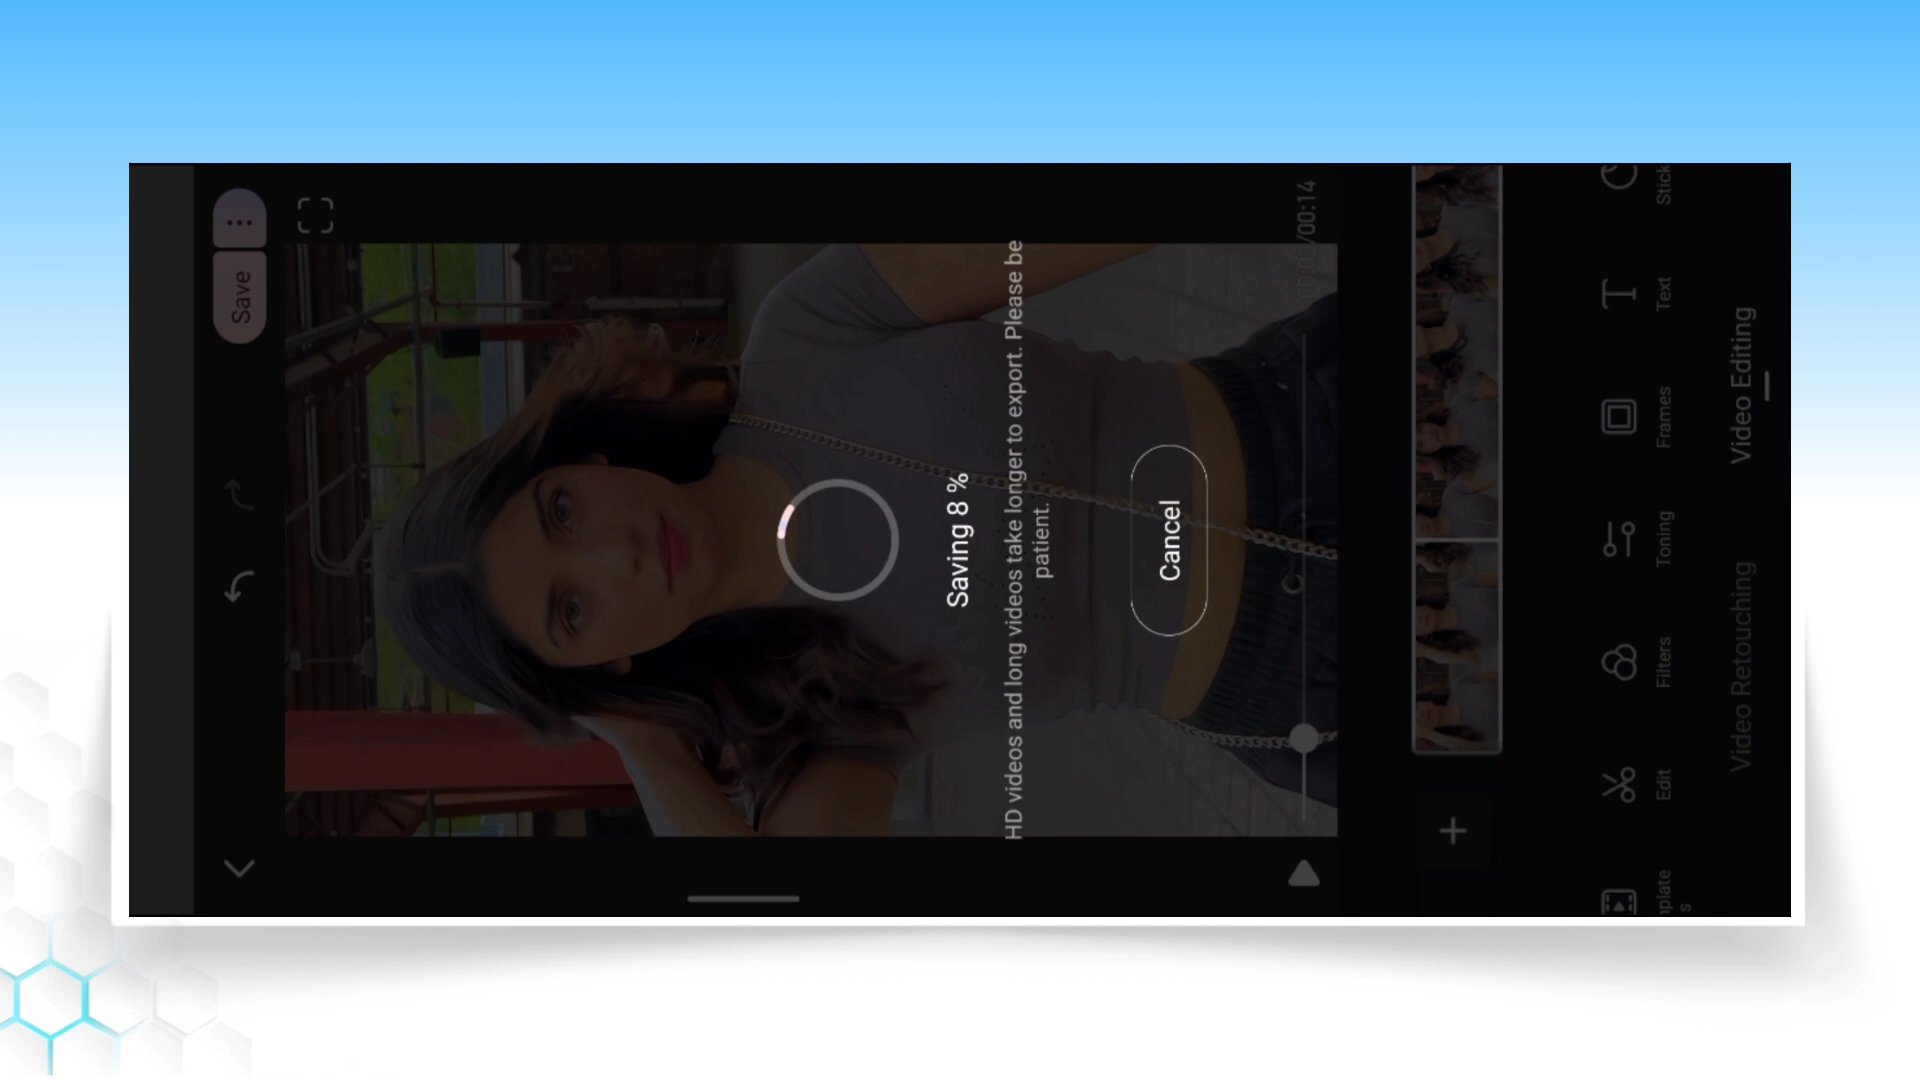 Save
Saving 8 %
HD videos and long videos take longer to export. Please be
patient.
Cancel
/00:14
plate
s
Edit
Filters
Toning
Frames
Text
Stick
Video Retouching
Video Editing